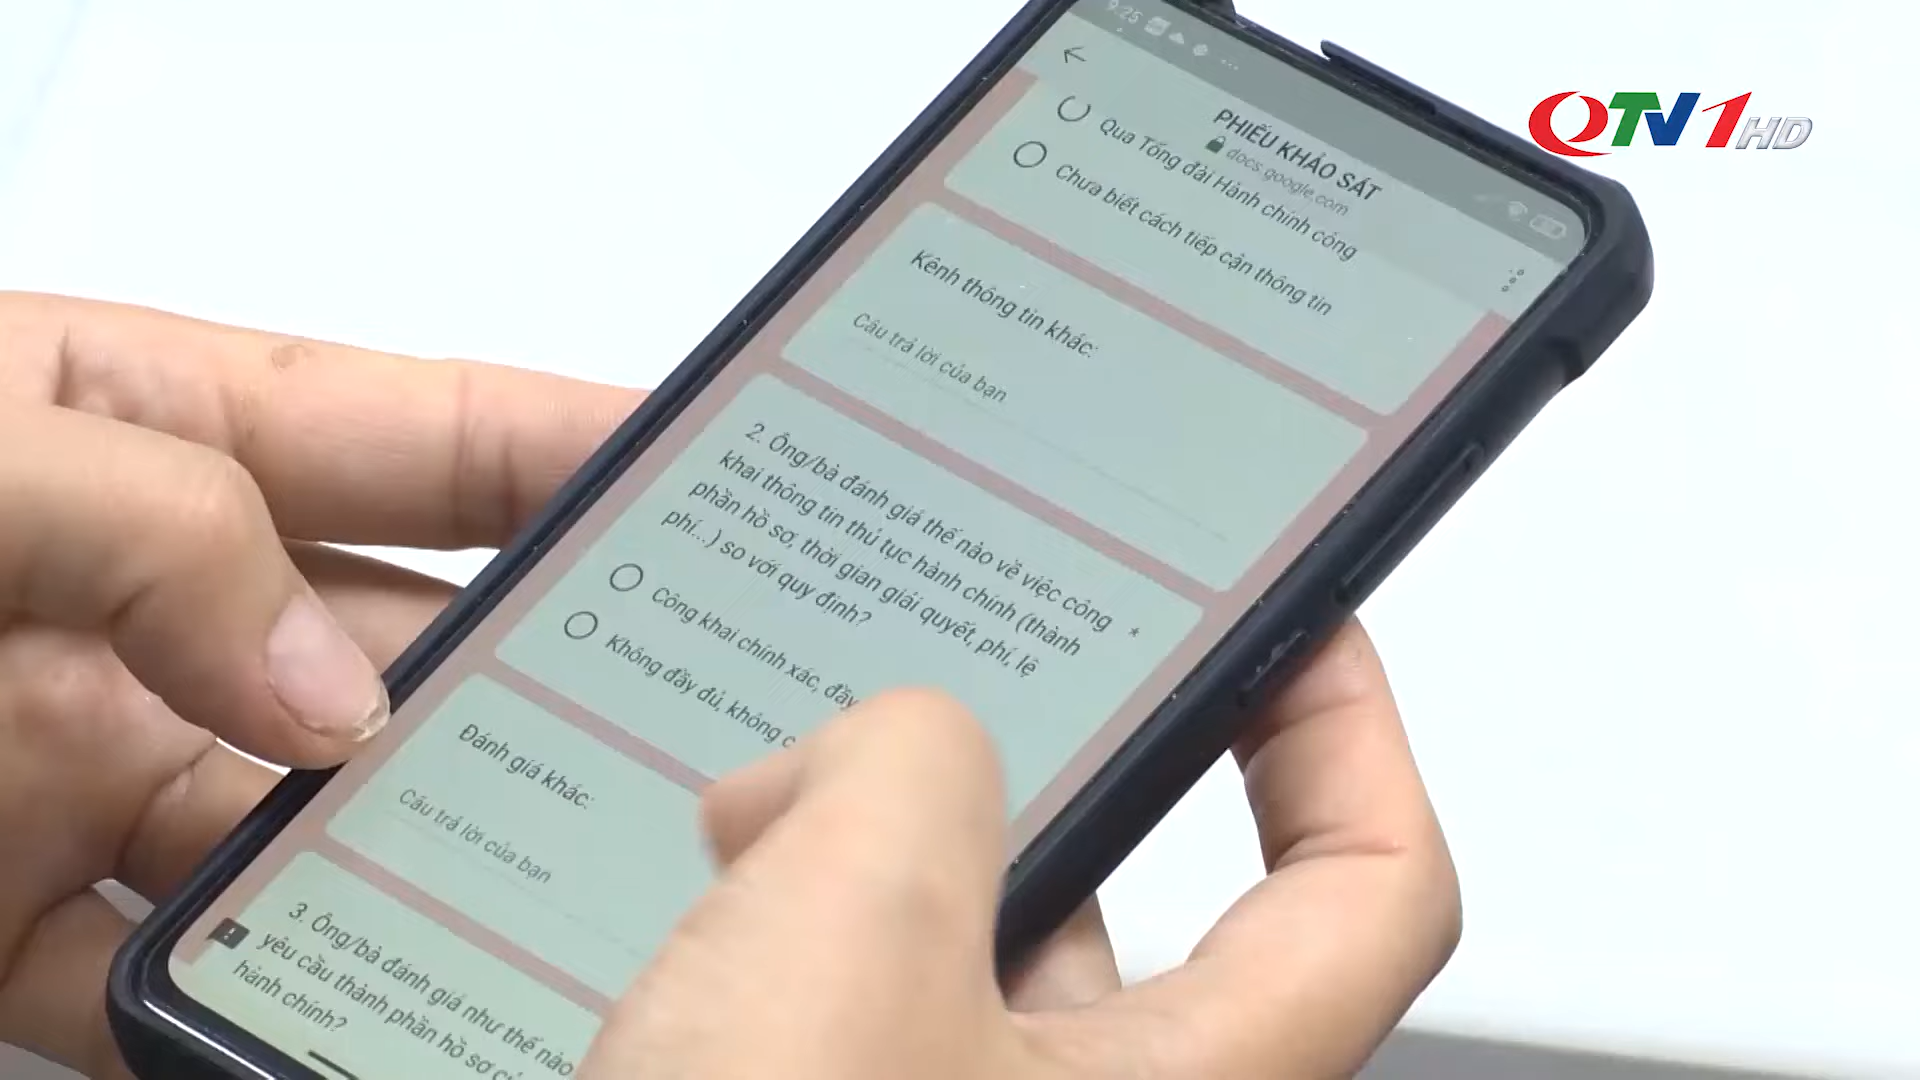 9:25
PHIẾU KHẢO SÁT
docs.google.com
Qua Tổng đài Hành chính công
Chưa biết cách tiếp cận thông tin
Kênh thông tin khác:
Câu trả lời của bạn
2. Ông/bà đánh giá thế nào về việc công *
khai thông tin thủ tục hành chính (thành
phần hồ sơ, thời gian giải quyết, phí, lệ
phí...) so với quy định?
Công khai chính xác, đầy
Không đầy đủ, không
Đánh giá khác:
Câu trả lời của bạn
3. Ông/bà đánh giá như thế nào
yêu cầu thành phần hồ sơ
hành chính?
QTV1HD